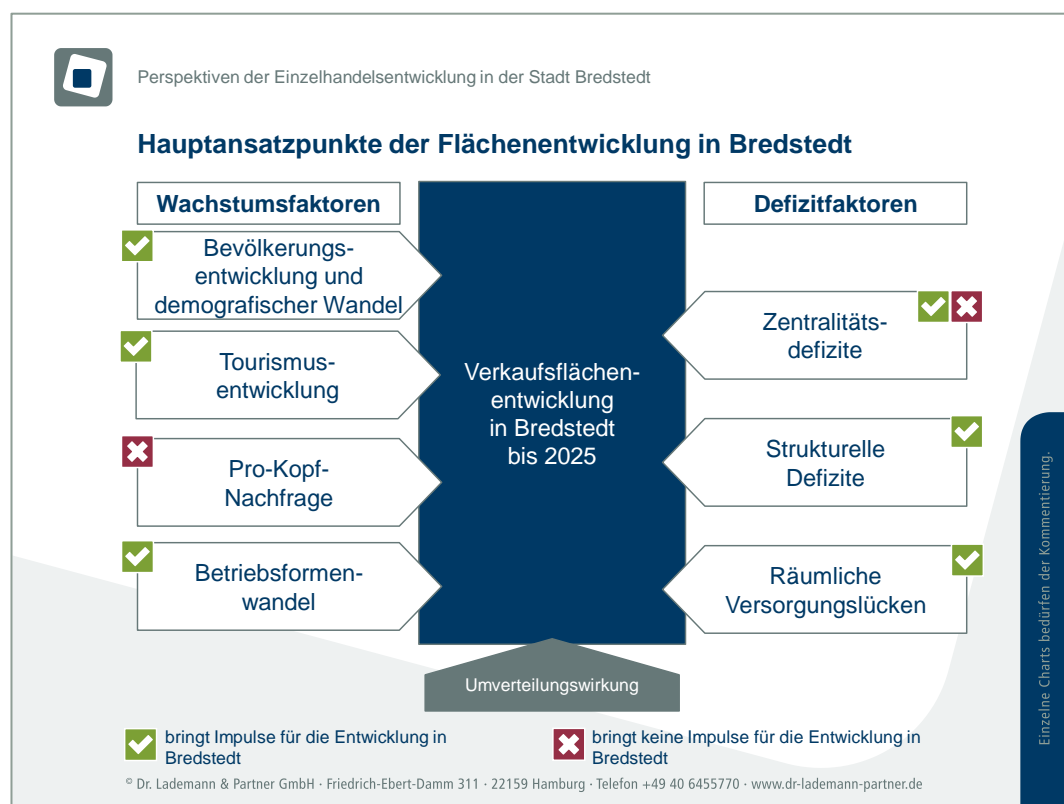 Perspektiven der Einzelhandelsentwicklung in der Stadt Bredstedt
Hauptansatzpunkte der Flächenentwicklung in Bredstedt
Wachstumsfaktoren
Bevölkerungs-
entwicklung und
demografischer Wandel
Tourismus-
entwicklung
Pro-Kopf-
Nachfrage
Betriebsformen-
wandel
Verkaufsflächen-
entwicklung
in Bredstedt
bis 2025
Umverteilungswirkung
Defizitfaktoren
Zentralitäts-
defizite
Strukturelle
Defizite
Räumliche
Versorgungslücken
bringt Impulse für die Entwicklung in
Bredstedt
bringt keine Impulse für die Entwicklung in
Bredstedt
© Dr. Lademann & Partner GmbH · Friedrich-Ebert-Damm 311 · 22159 Hamburg · Telefon +49 40 6455770 · www.dr-lademann-partner.de
Einzelne Charts bedürfen der Kommentierung.